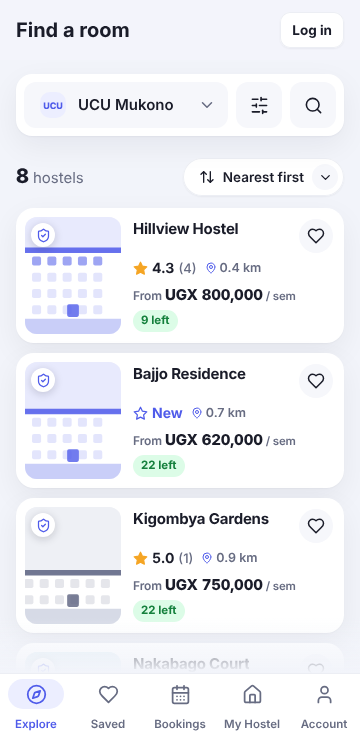 Find a room
Log in
UCU
UCU Mukono
8 hostels
Nearest first
Hillview Hostel
4.3 (4) 0.4 km
From UGX 800,000 / sem
9 left
Bajjo Residence
New 0.7 km
From UGX 620,000 / sem
22 left
Kigombya Gardens
5.0 (1) 0.9 km
From UGX 750,000 / sem
22 left
Nakabago Court
Explore
Saved
Bookings
My Hostel
Account